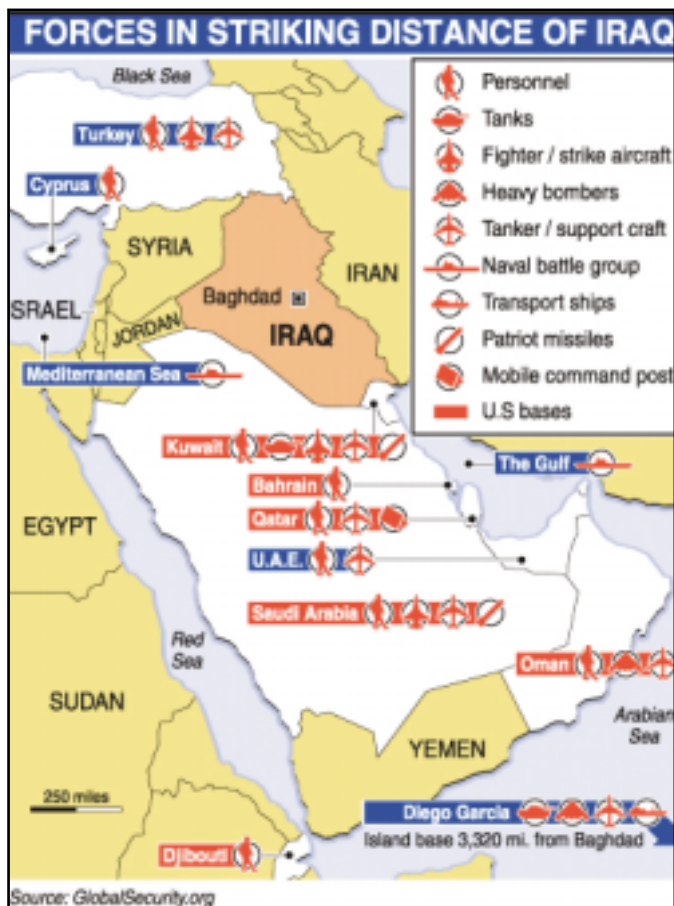 FORCES IN STRIKING DISTANCE OF IRAQ
Black Sea
Personnel
Tanks
Fighter / strike aircraft
Heavy bombers
Tanker / support craft
Naval battle group
Transport ships
Patriot missiles
Mobile command post
U.S bases
Turkey
Cyprus
SYRIA
IRAN
Baghdad
SRAEL
JORDAN
IRAQ
Mediterranean Sea
Kuwait
The Gulf
Bahrain
Qatar
EGYPT
U.A.E.
Saudi Arabia
Red
Sea
Oman
SUDAN
Arabian
Sea
YEMEN
250 miles
Diego Garcia
Island base 3,320 mi. from Baghdad
Djibouti
Source: GlobalSecurity.org